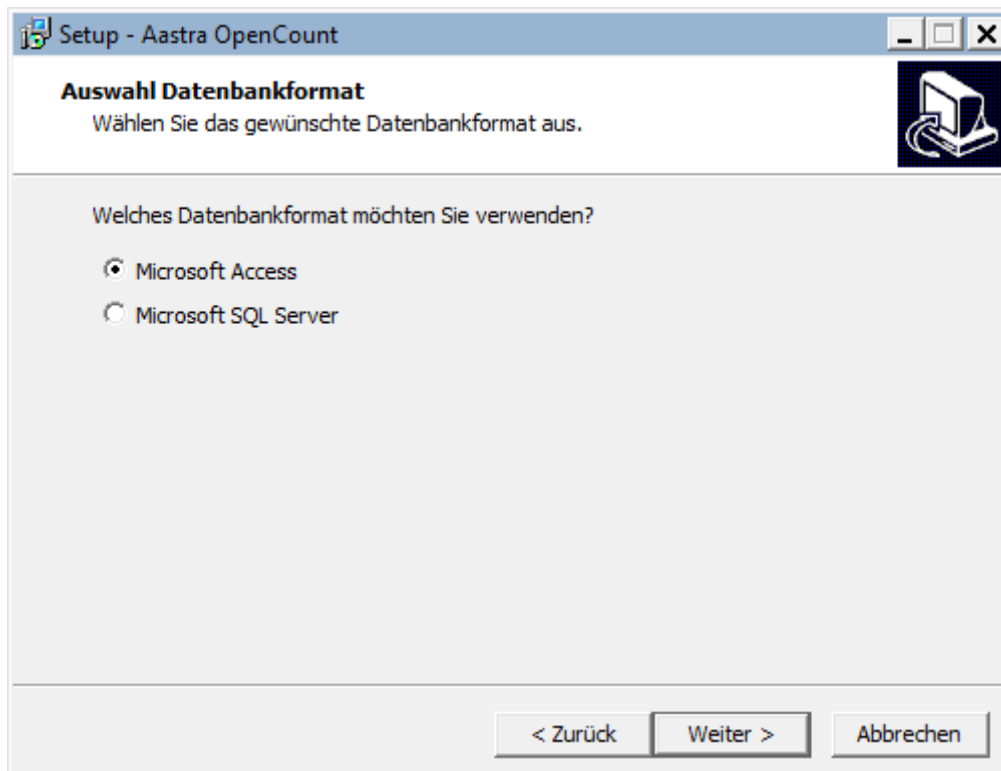 Setup - Aastra OpenCount
Auswahl Datenbankformat
Wählen Sie das gewünschte Datenbankformat aus.
Welches Datenbankformat möchten Sie verwenden?
Microsoft Access
Microsoft SQL Server
< Zurück
Weiter >
Abbrechen